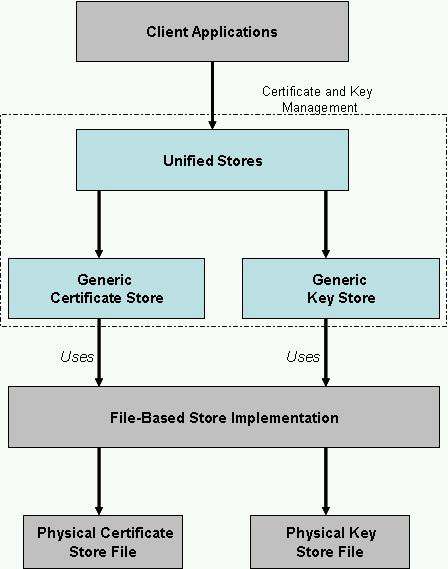 Client Applications
Certificate and Key
Management
Unified Stores
Generic
Certificate Store
Generic
Key Store
Uses
Uses
File-Based Store Implementation
Physical Certificate
Store File
Physical Key
Store File